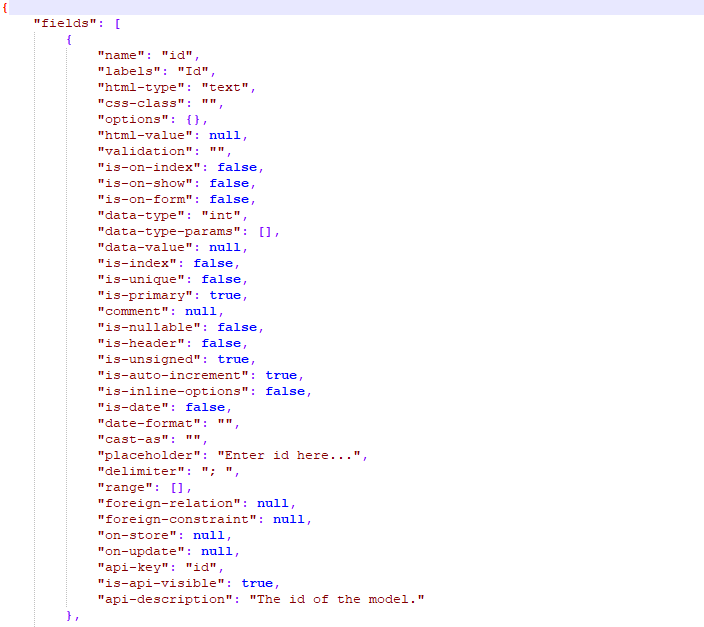 {
    "fields": [
        {
            "name": "id",
            "labels": "Id",
            "html-type": "text",
            "css-class": "",
            "options": {},
            "html-value": null,
            "validation": "",
            "is-on-index": false,
            "is-on-show": false,
            "is-on-form": false,
            "data-type": "int",
            "data-type-params": [],
            "data-value": null,
            "is-index": false,
            "is-unique": false,
            "is-primary": true,
            "comment": null,
            "is-nullable": false,
            "is-header": false,
            "is-unsigned": true,
            "is-auto-increment": true,
            "is-inline-options": false,
            "is-date": false,
            "date-format": "",
            "cast-as": "",
            "placeholder": "Enter id here...",
            "delimiter": "; ",
            "range": [],
            "foreign-relation": null,
            "foreign-constraint": null,
            "on-store": null,
            "on-update": null,
            "api-key": "id",
            "is-api-visible": true,
            "api-description": "The id of the model."
        },